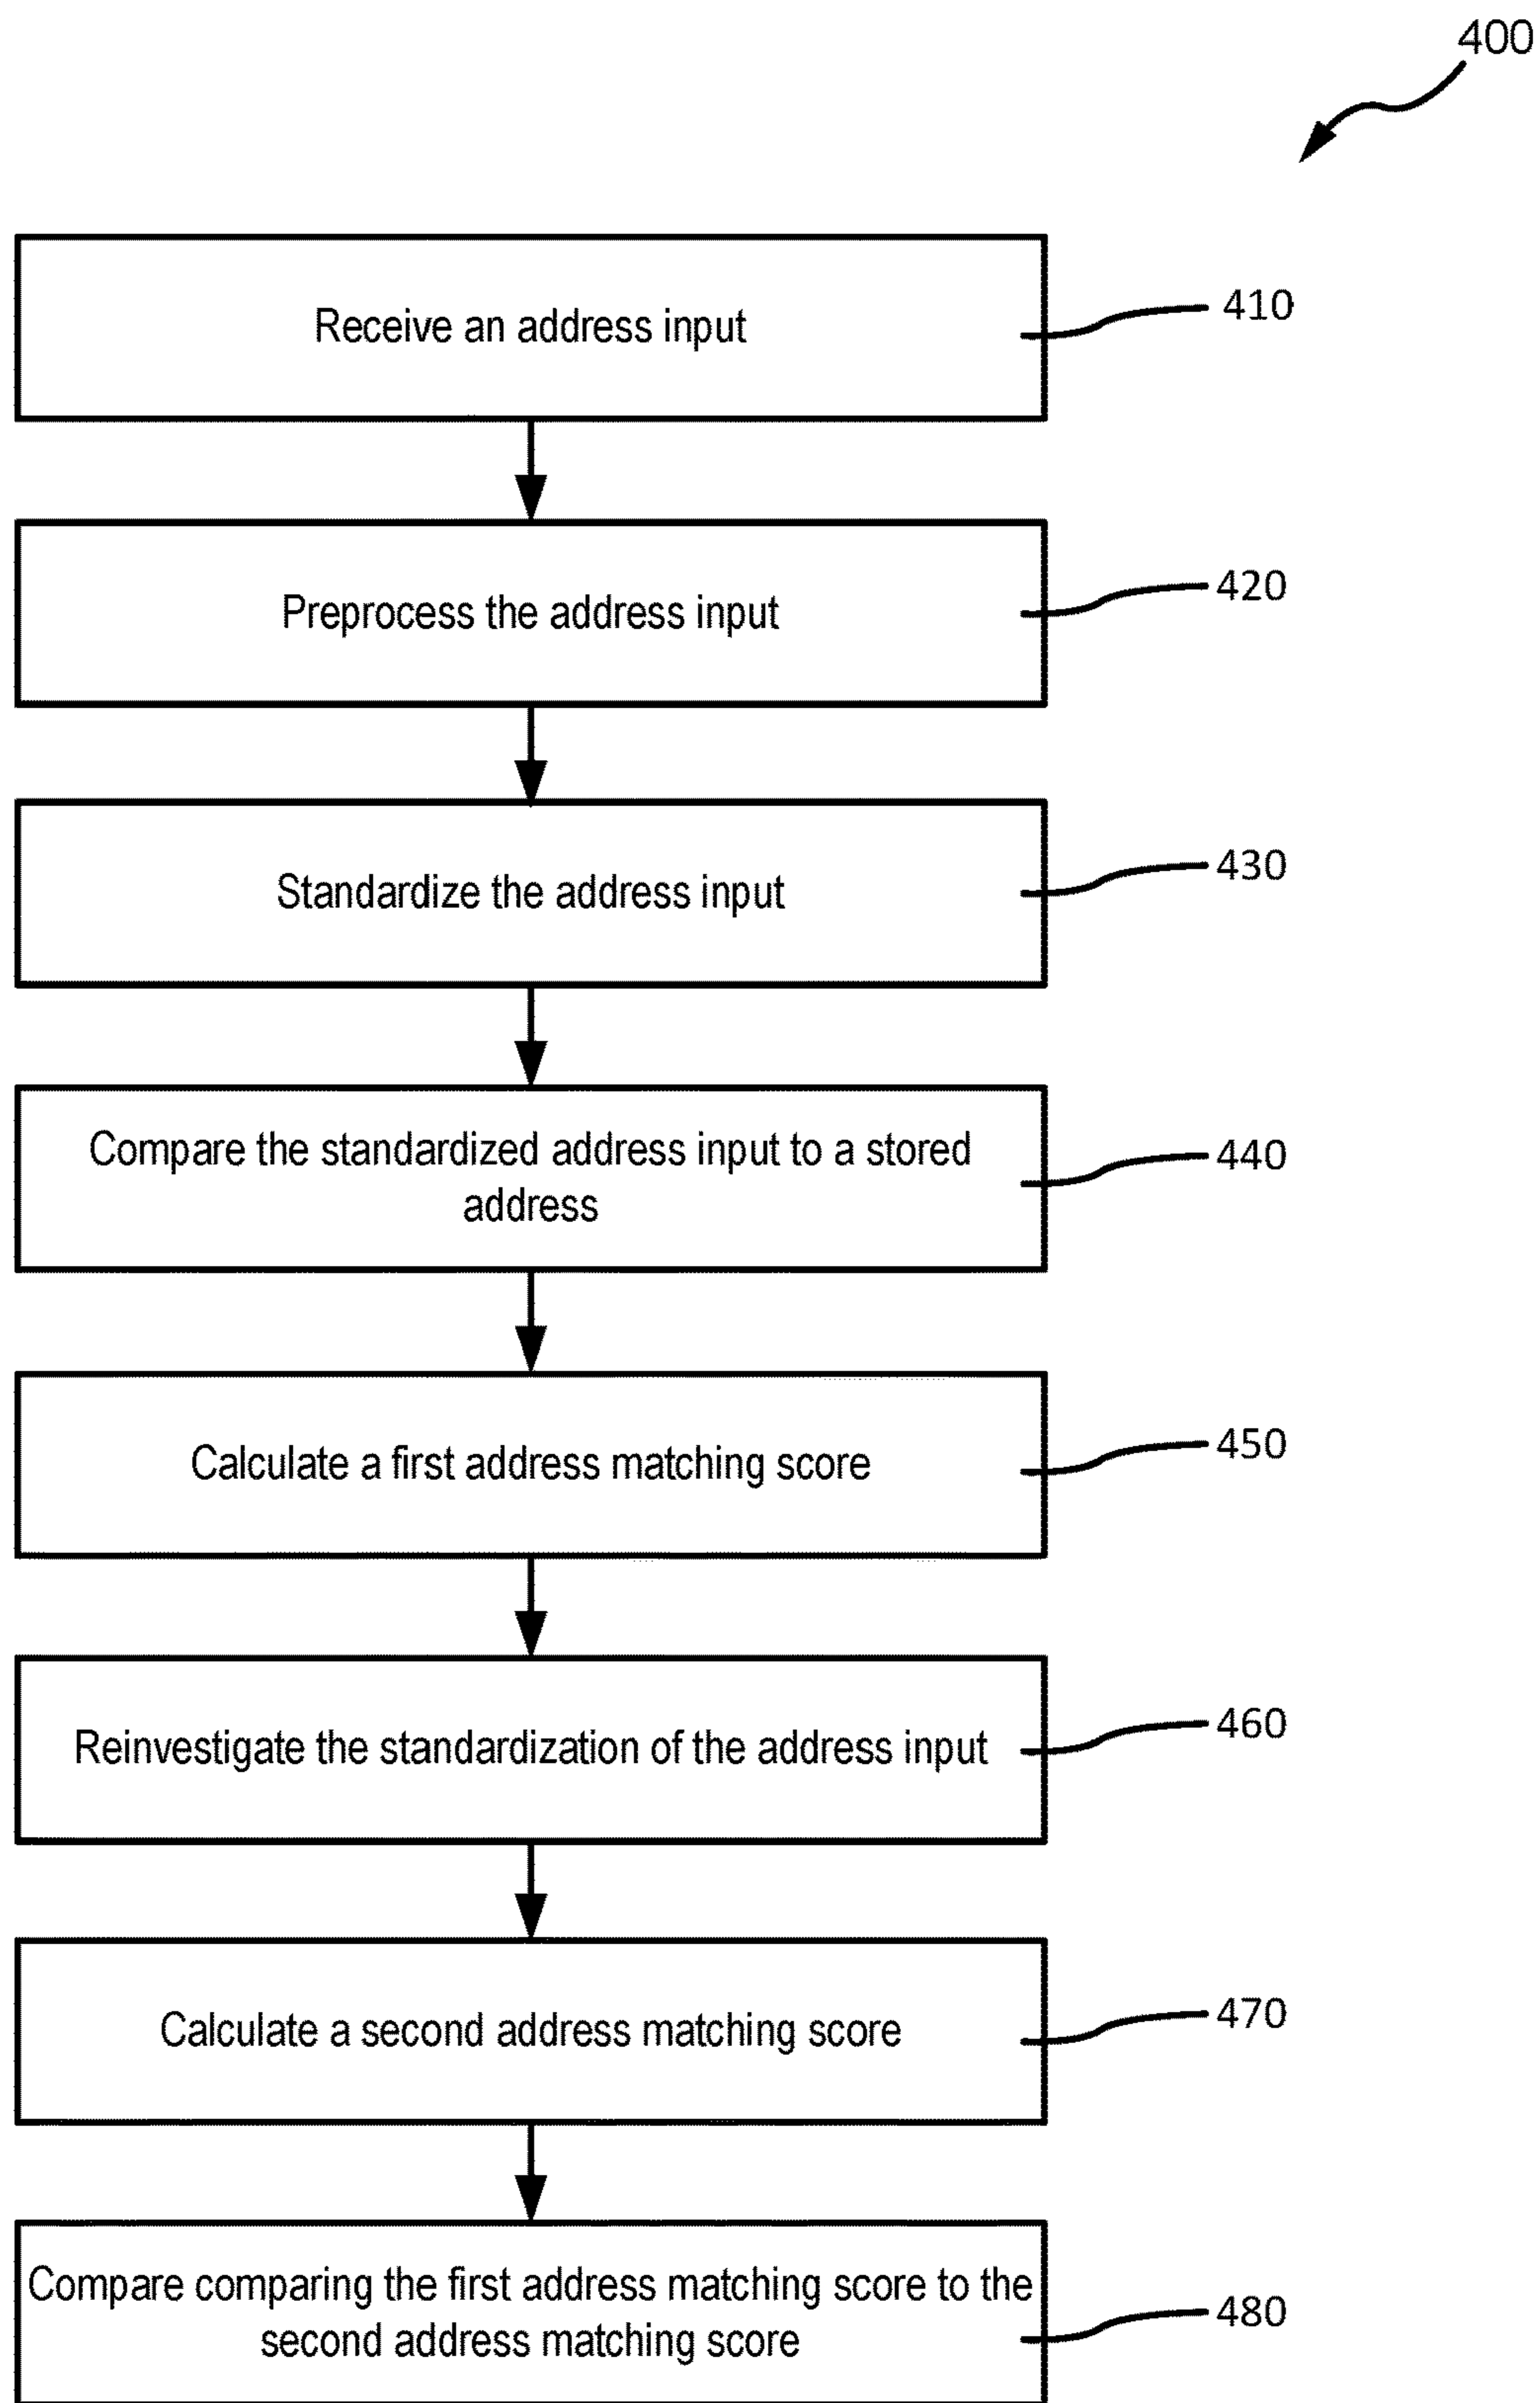 400
Receive an address input
410
Preprocess the address input
420
Standardize the address input
430
Compare the standardized address input to a stored
address
440
Calculate a first address matching score
450
Reinvestigate the standardization of the address input
460
Calculate a second address matching score
470
Compare comparing the first address matching score to the
second address matching score
480